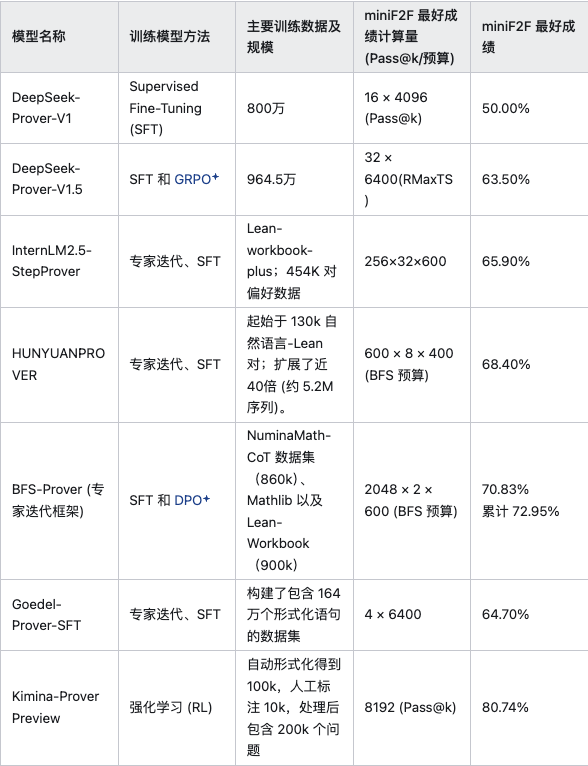 模型名称
训练模型方法
主要训练数据及
规模
miniF2F 最好成
绩计算量
(Pass@k/预算)
miniF2F 最好成
绩
DeepSeek-
Prover-V1
Supervised
Fine-Tuning
(SFT)
800万
16 × 4096
(Pass@k)
50.00%
DeepSeek-
Prover-V1.5
SFT 和 GRPO
964.5万
32 ×
6400(RMaxTS
)
63.50%
InternLM2.5-
StepProver
专家迭代、SFT
Lean-
workbook-
plus；454K 对
偏好数据
256×32×600
65.90%
HUNYUANPRO
VER
专家迭代、SFT
起始于 130k 自
然语言-Lean
对；扩展了近
40倍 (约 5.2M
序列)。
600 × 8 × 400
(BFS 预算)
68.40%
BFS-Prover (专
家迭代框架)
SFT 和 DPO
NuminaMath-
CoT 数据集
（860k）、
Mathlib 以及
Lean-
Workbook
（900k）
2048 × 2 ×
600 (BFS 预算)
70.83%
累计 72.95%
Goedel-
Prover-SFT
专家迭代、SFT
构建了包含 164
万个形式化语句
的数据集
4 × 6400
64.70%
Kimina-Prover
Preview
强化学习 (RL)
自动形式化得到
100k，人工标
注 10k，处理后
包含 200k 个问
题
8192 (Pass@k)
80.74%